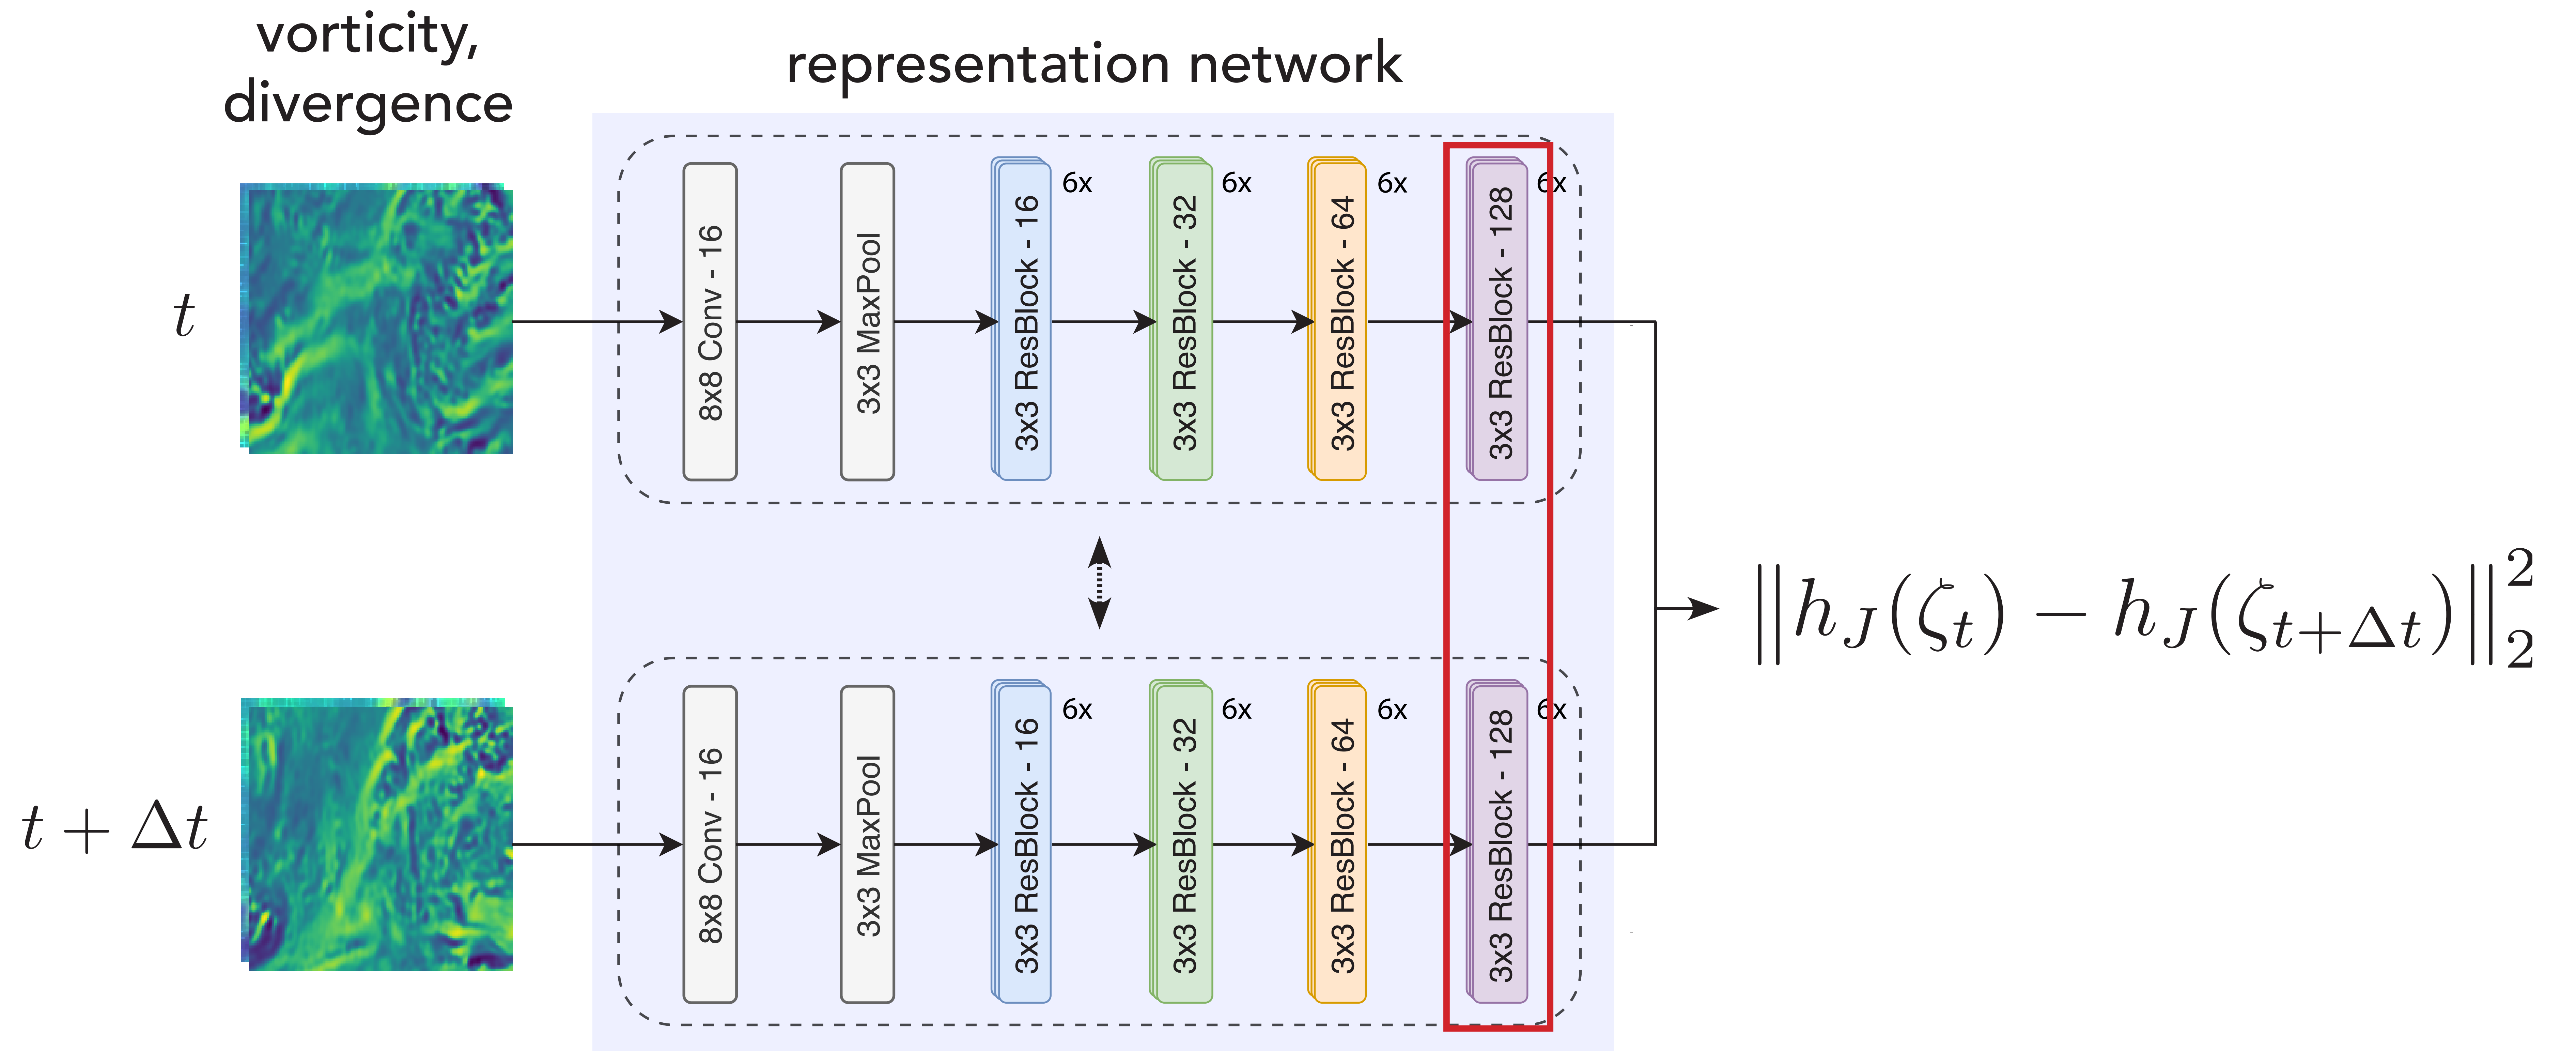 vorticity,
divergence
representation network
t
8x8 Conv - 16
3x3 MaxPool
3x3 ResBlock - 16
6x
3x3 ResBlock - 32
6x
3x3 ResBlock - 64
6x
3x3 ResBlock - 128
6x
t + Δt
8x8 Conv - 16
3x3 MaxPool
3x3 ResBlock - 16
6x
3x3 ResBlock - 32
6x
3x3 ResBlock - 64
6x
3x3 ResBlock - 128
6x
‖h_J(ζ_t) − h_J(ζ_{t+Δt})‖_2^2